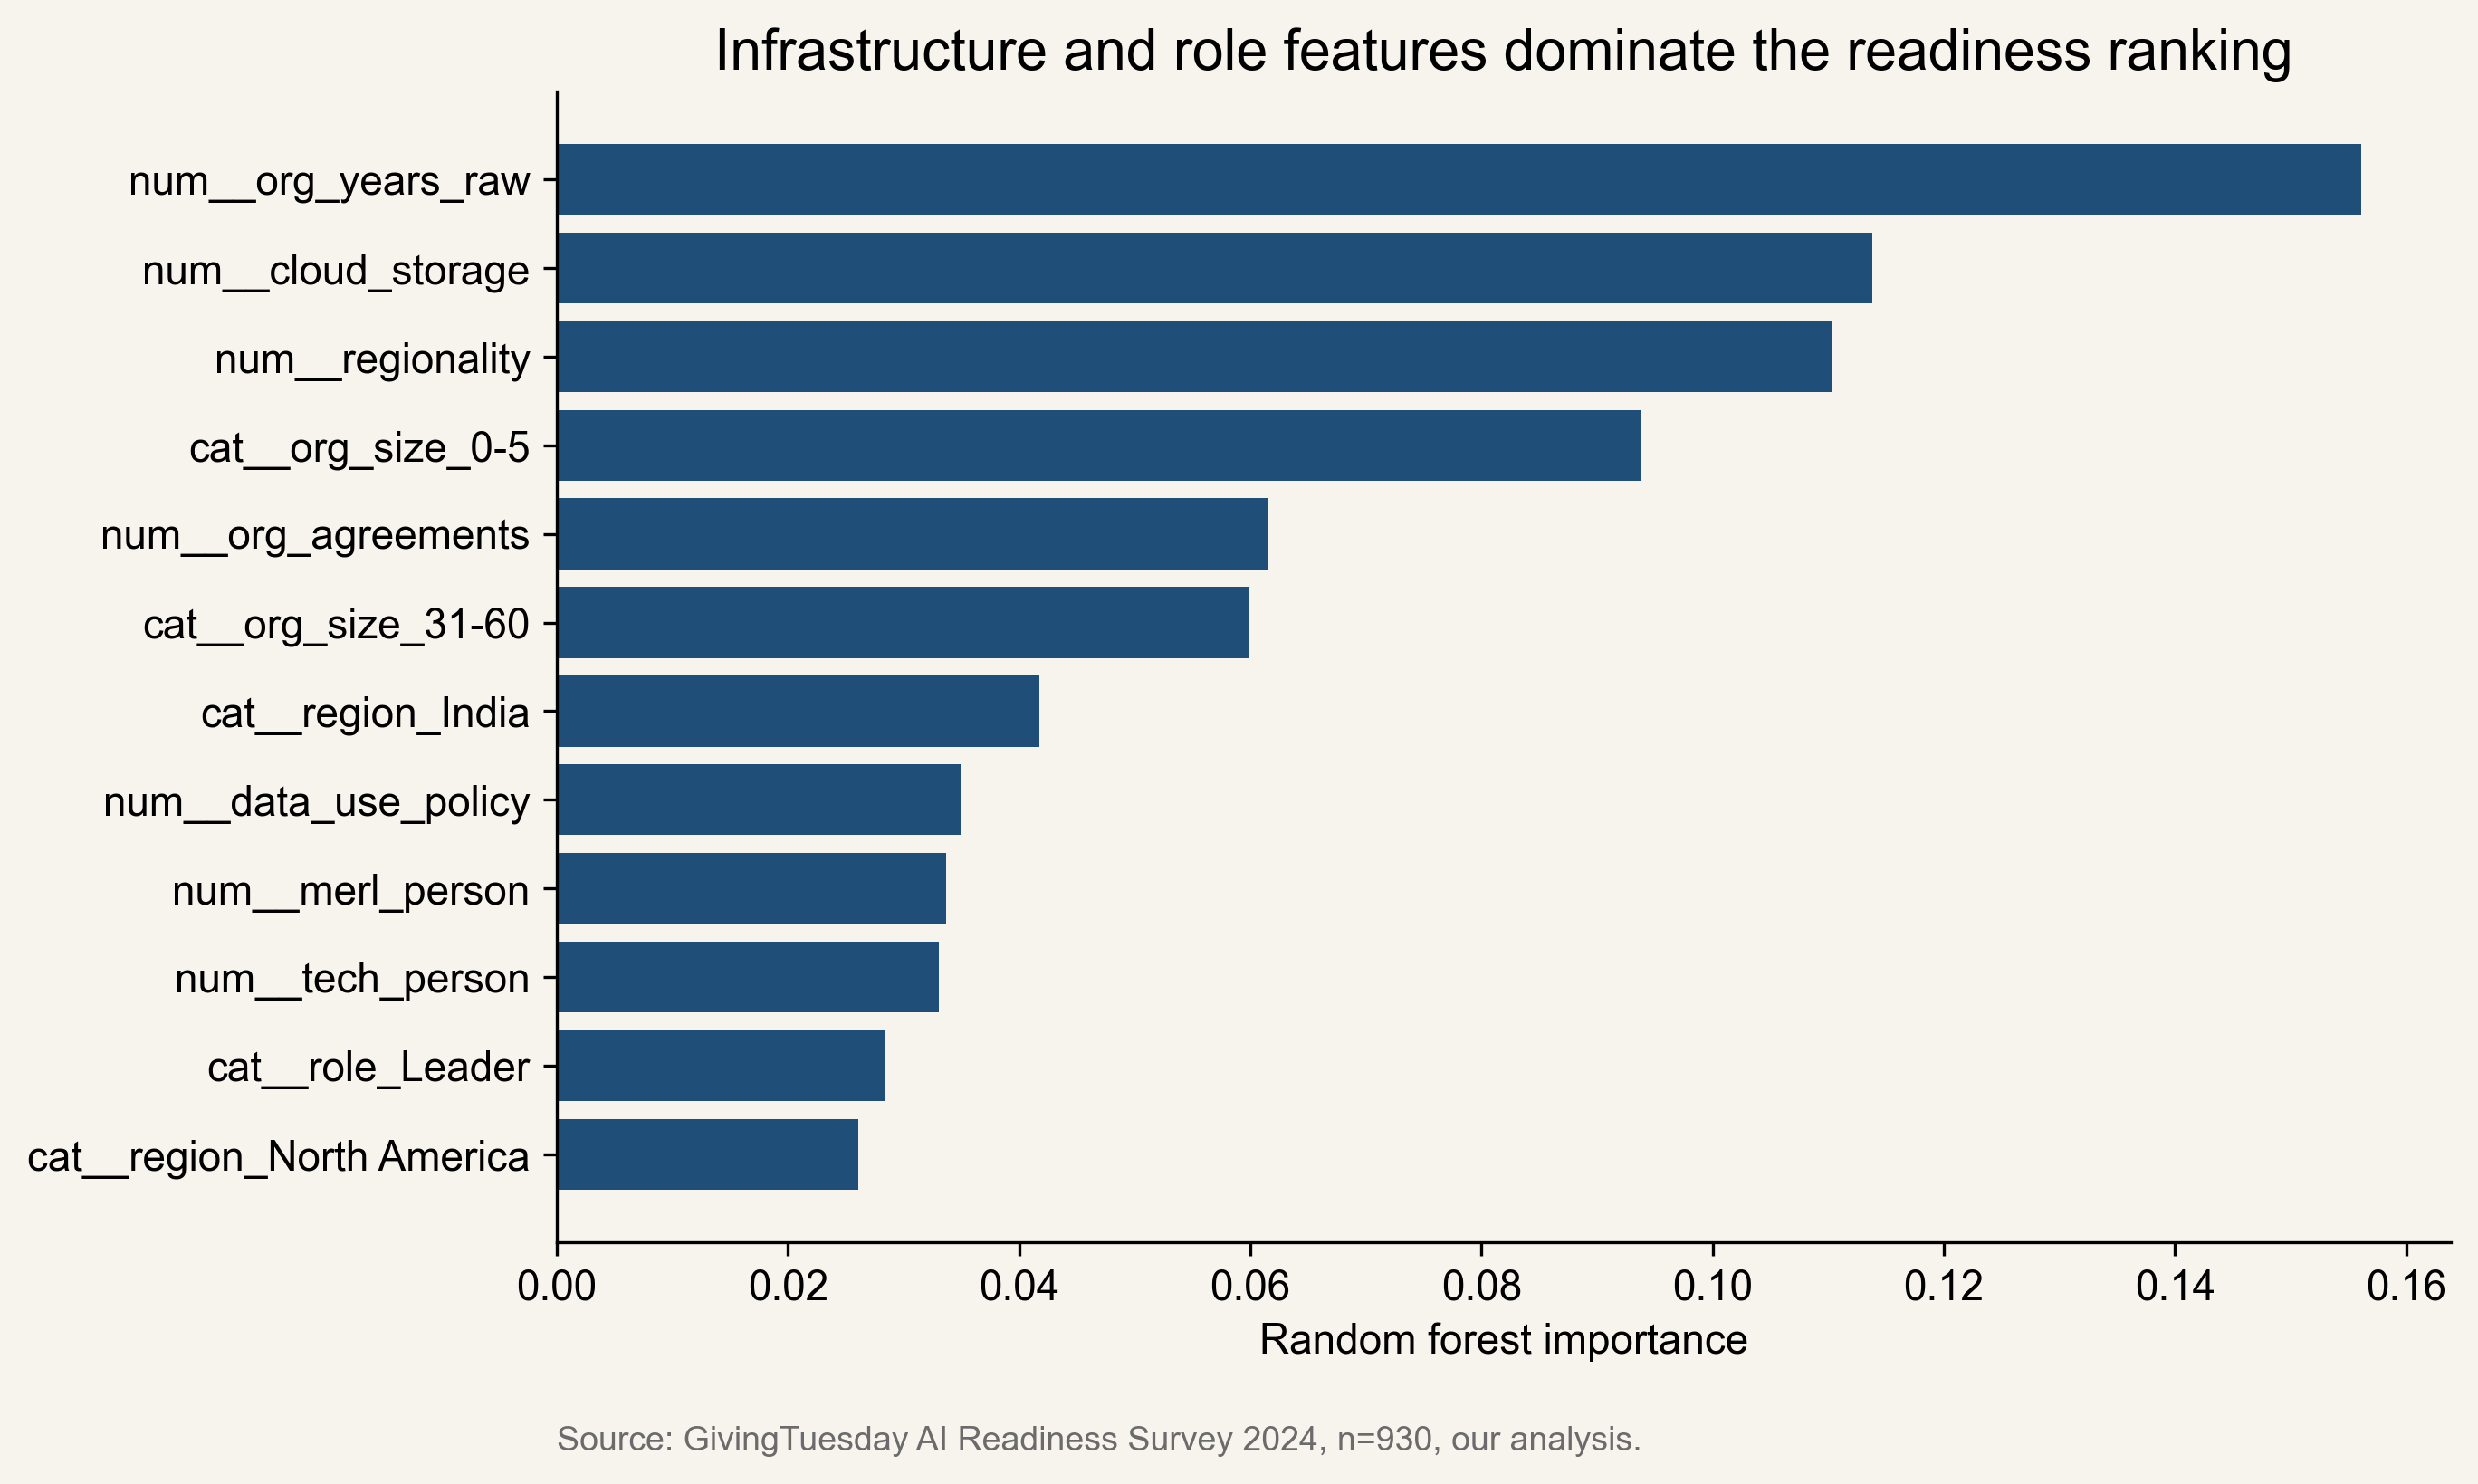 Infrastructure and role features dominate the readiness ranking
num__org_years_raw
num__cloud_storage
num__regionality
cat__org_size_0-5
num__org_agreements
cat__org_size_31-60
cat__region_India
num__data_use_policy
num__merl_person
num__tech_person
cat__role_Leader
cat__region_North America
0.00 0.02 0.04 0.06 0.08 0.10 0.12 0.14 0.16
Random forest importance
Source: GivingTuesday AI Readiness Survey 2024, n=930, our analysis.